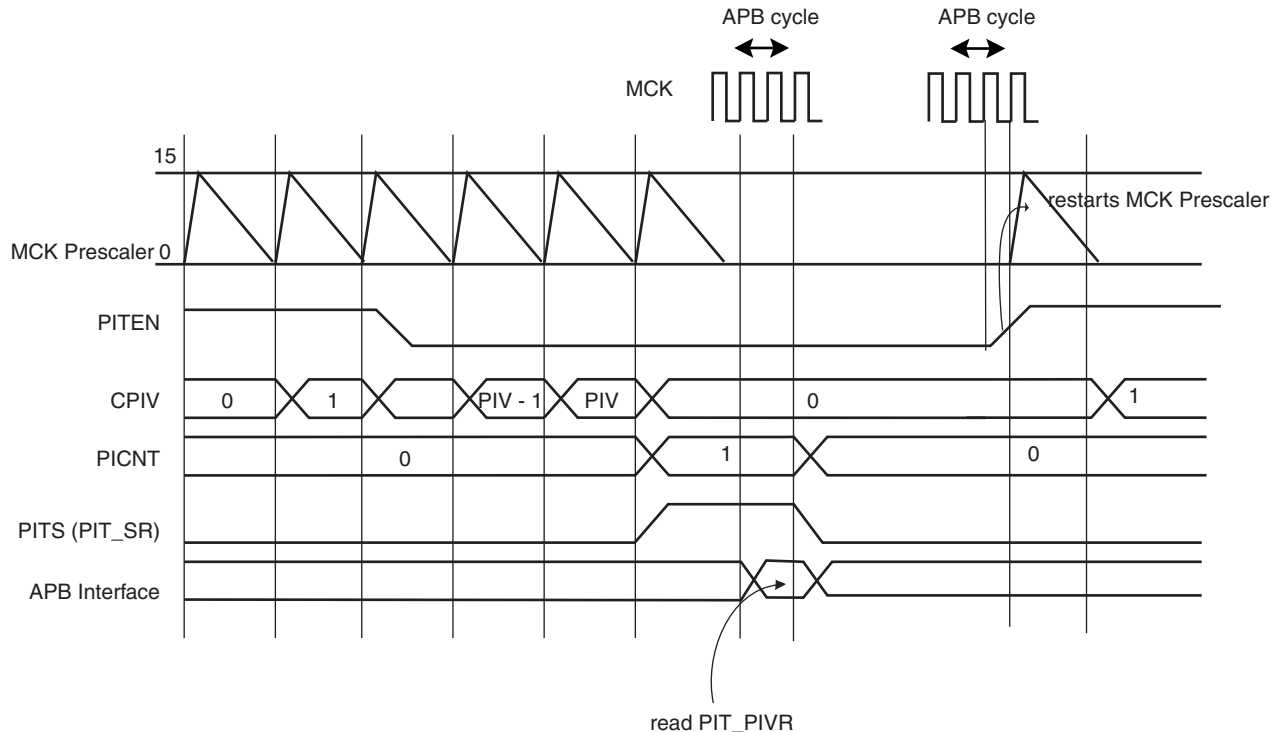 APB cycle
APB cycle
MCK
15
restarts MCK Prescaler
MCK Prescaler 0
PITEN
CPIV
0
1
PIV - 1
PIV
0
1
PICNT
0
1
0
PITS (PIT_SR)
APB Interface
read PIT_PIVR